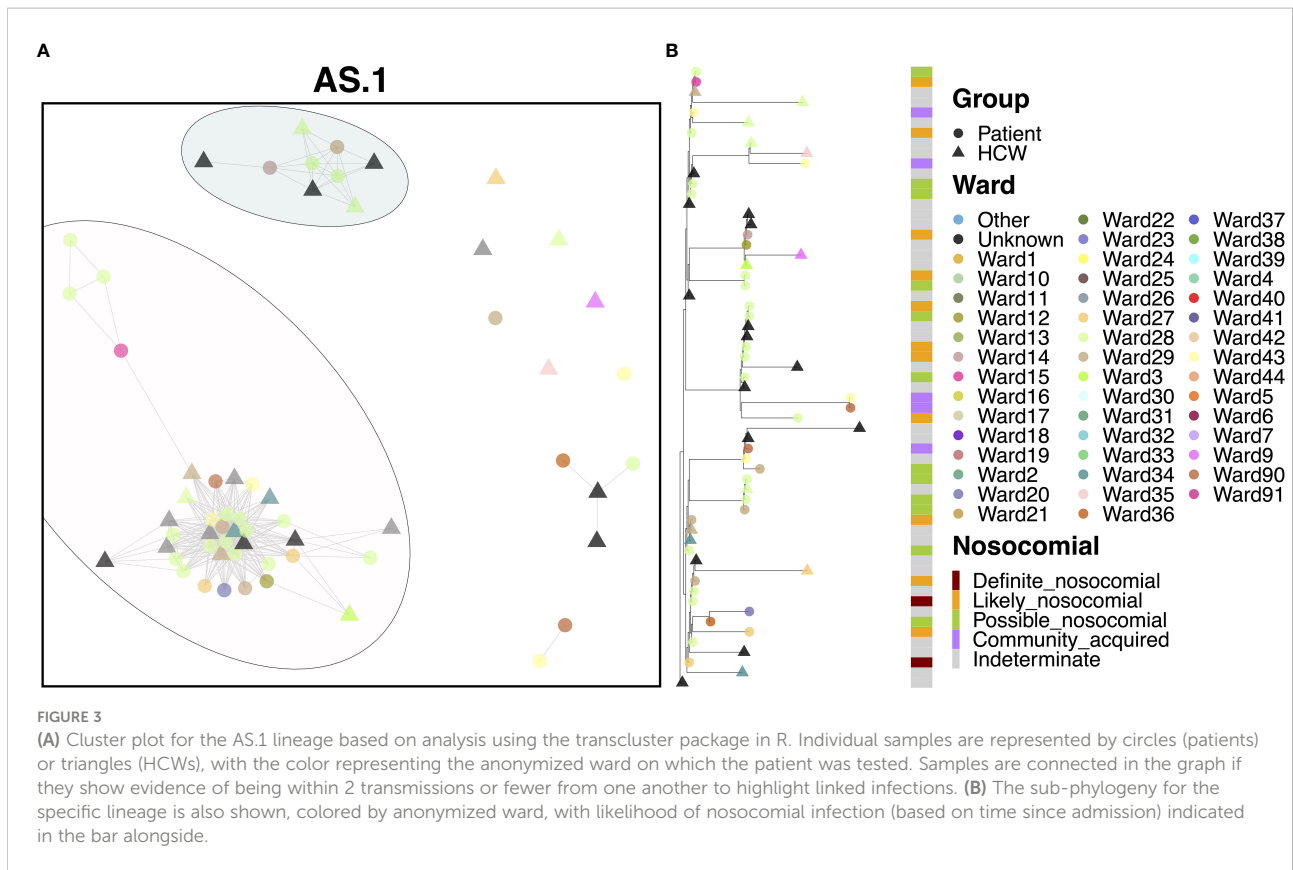 A
B
AS.1
Group
Patient
HCW
Ward
Other Ward22 Ward37
Unknown Ward23 Ward38
Ward1 Ward24 Ward39
Ward10 Ward25 Ward4
Ward11 Ward26 Ward40
Ward12 Ward27 Ward41
Ward13 Ward28 Ward42
Ward14 Ward29 Ward43
Ward15 Ward3 Ward44
Ward16 Ward30 Ward5
Ward17 Ward31 Ward6
Ward18 Ward32 Ward7
Ward19 Ward33 Ward9
Ward2 Ward34 Ward90
Ward20 Ward35 Ward91
Ward21 Ward36
Nosocomial
Definite_nosocomial
Likely_nosocomial
Possible_nosocomial
Community_acquired
Indeterminate
FIGURE 3
(A) Cluster plot for the AS.1 lineage based on analysis using the transcluster package in R. Individual samples are represented by circles (patients)
or triangles (HCWs), with the color representing the anonymized ward on which the patient was tested. Samples are connected in the graph if
they show evidence of being within 2 transmissions or fewer from one another to highlight linked infections. (B) The sub-phylogeny for the
specific lineage is also shown, colored by anonymized ward, with likelihood of nosocomial infection (based on time since admission) indicated
in the bar alongside.